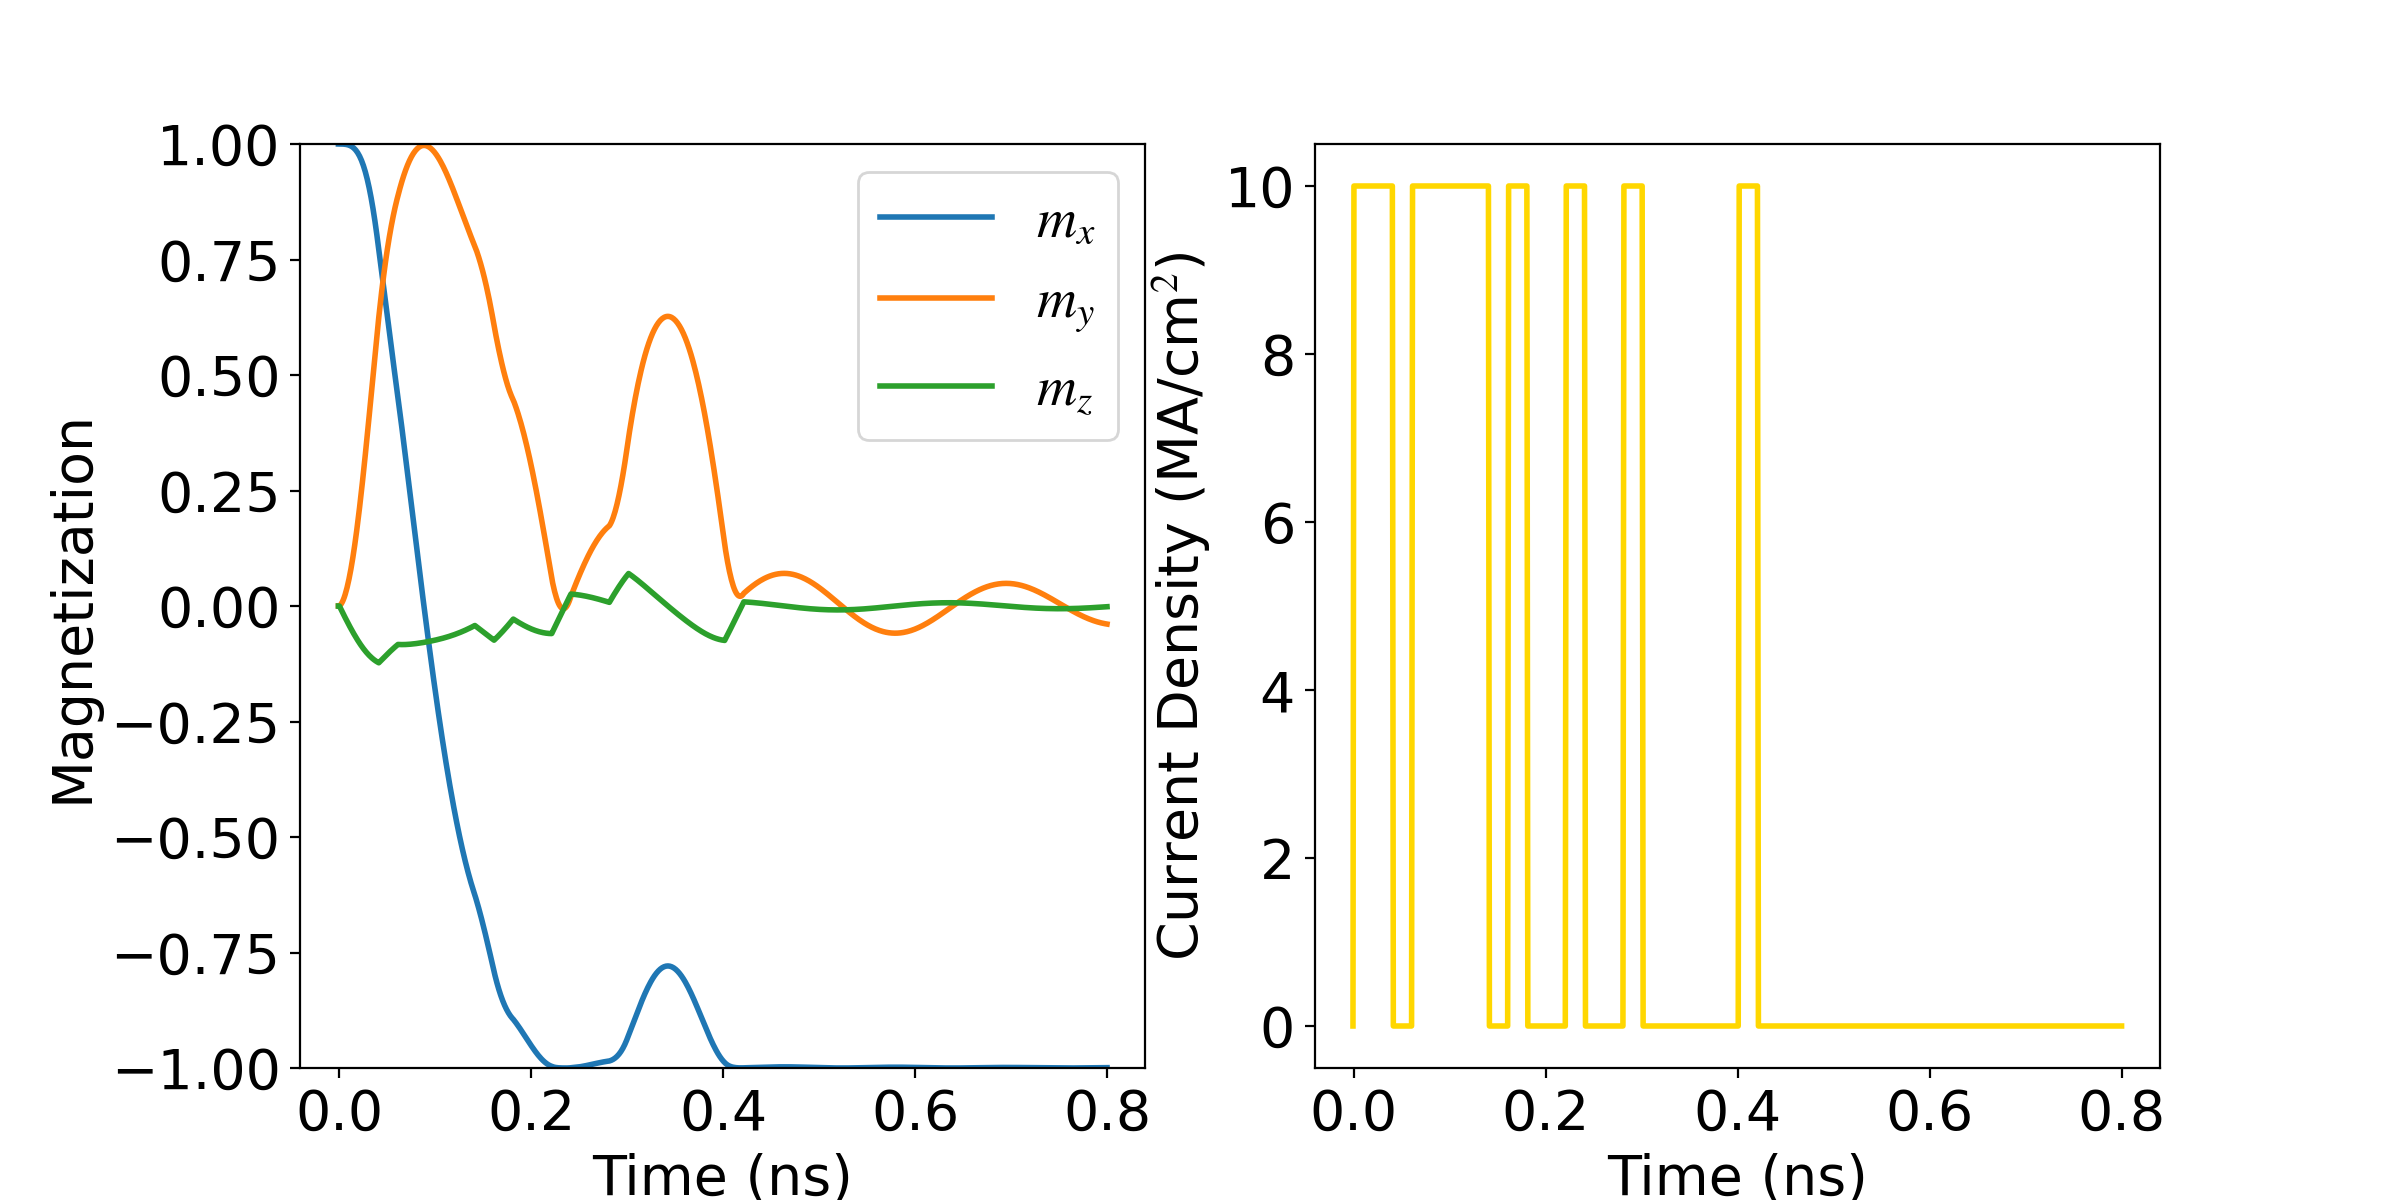 Magnetization
1.00
0.75
0.50
0.25
0.00
−0.25
−0.50
−0.75
−1.00
0.0 0.2 0.4 0.6 0.8
Time (ns)
m_x
m_y
m_z
Current Density (MA/cm²)
10
8
6
4
2
0
0.0 0.2 0.4 0.6 0.8
Time (ns)